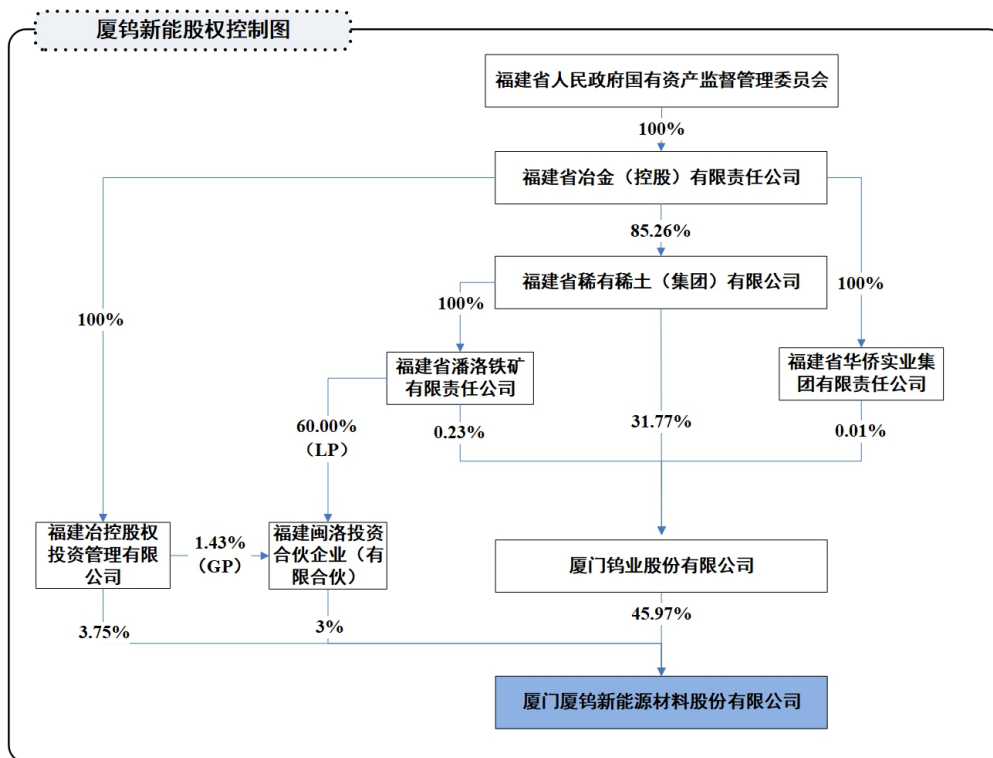 厦钨新能股权控制图
福建省人民政府国有资产监督管理委员会
100%
福建省冶金（控股）有限责任公司
85.26%
福建省稀有稀土（集团）有限公司
100%
100%
100%
福建省潘洛铁矿
有限责任公司
福建省华侨实业集
团有限责任公司
60.00%
（LP）
0.23%
31.77%
0.01%
福建冶控股权
投资管理有限
公司
1.43%
（GP）
福建闽洛投资
合伙企业（有
限合伙）
厦门钨业股份有限公司
3.75%
3%
45.97%
厦门厦钨新能源材料股份有限公司